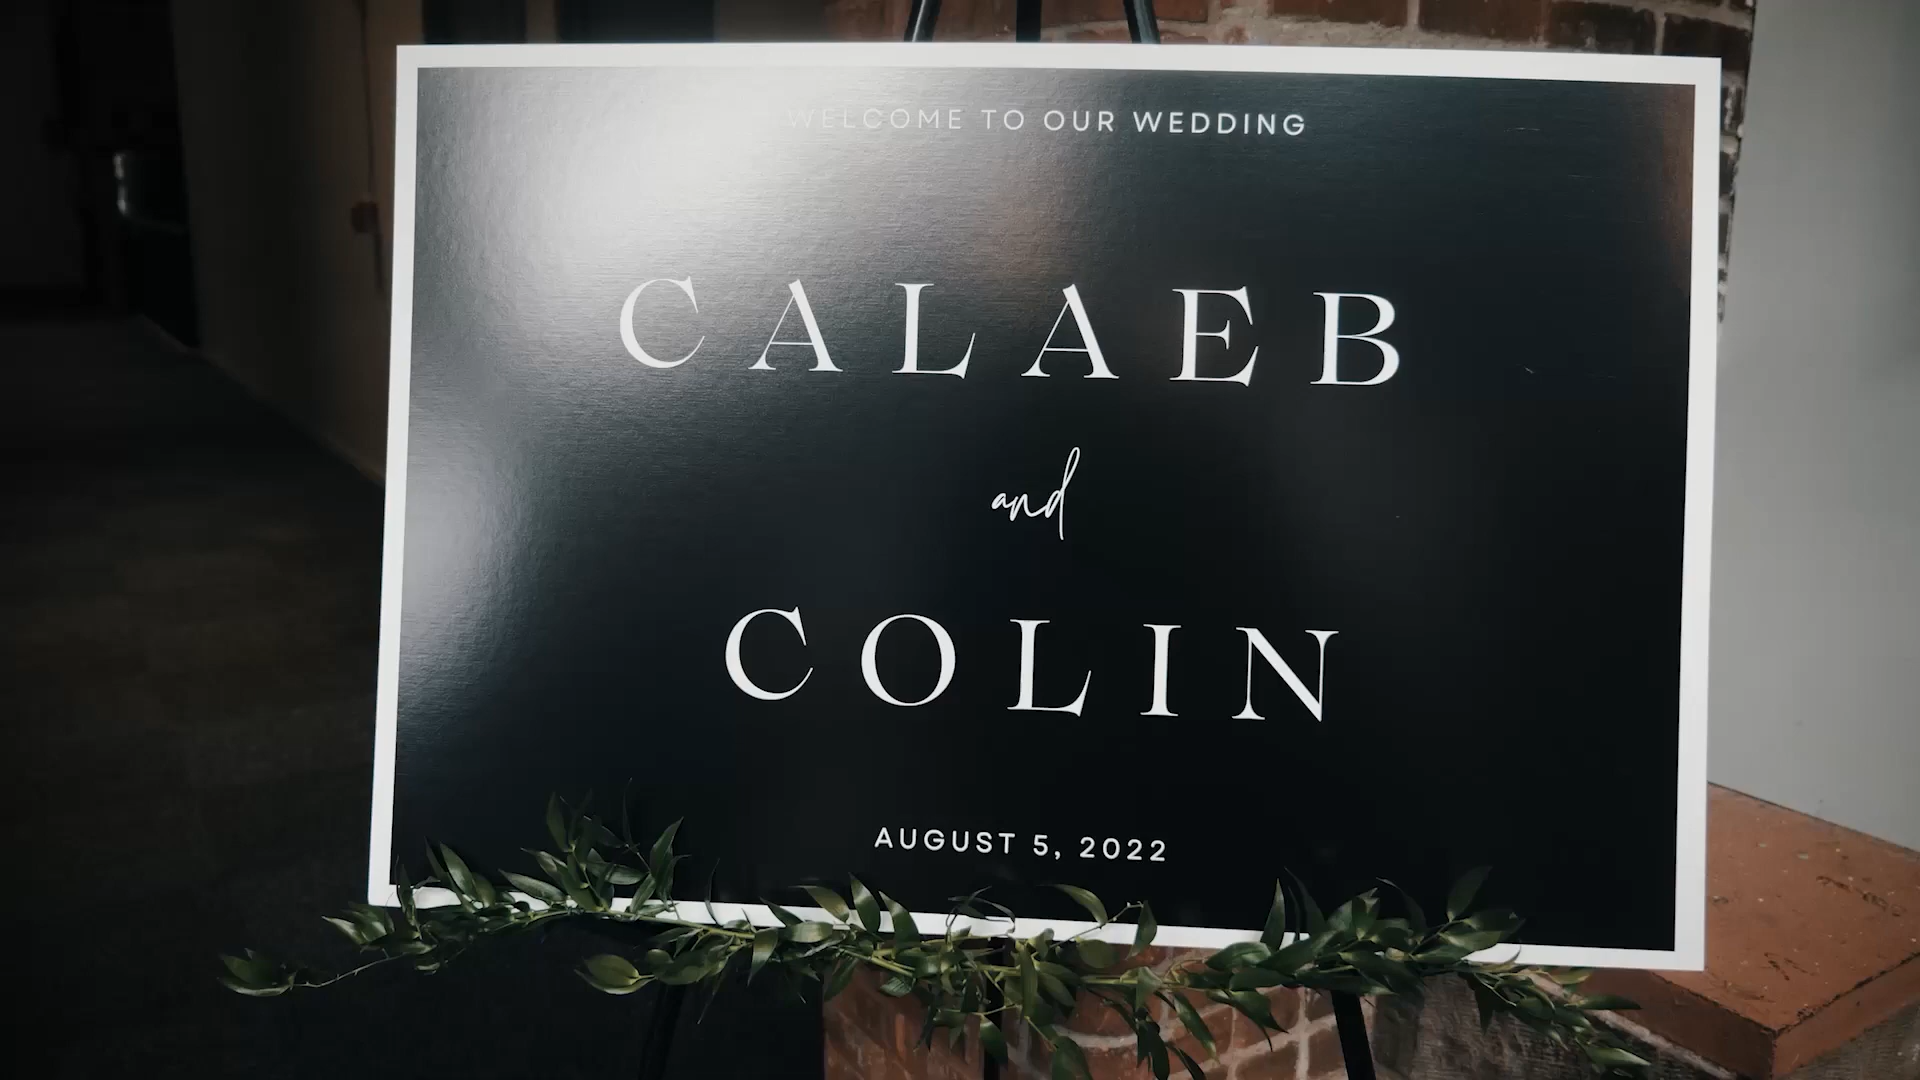 WELCOME TO OUR WEDDING
CALAEB
and
COLIN
AUGUST 5, 2022